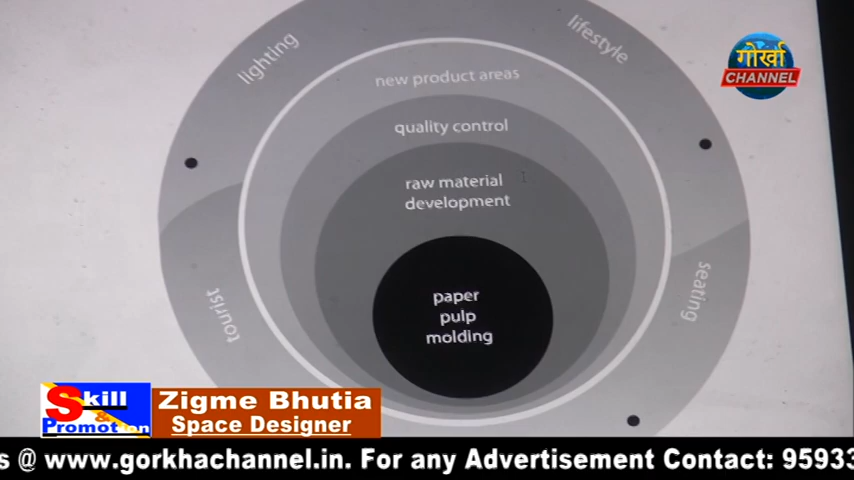 lighting
lifestyle
गोर्खा
CHANNEL
new product areas
quality control
raw material
development
tourist
seating
paper
pulp
molding
Skill
&
Promotion
Zigme Bhutia
Space Designer
s @ www.gorkhachannel.in. For any Advertisement Contact: 9593